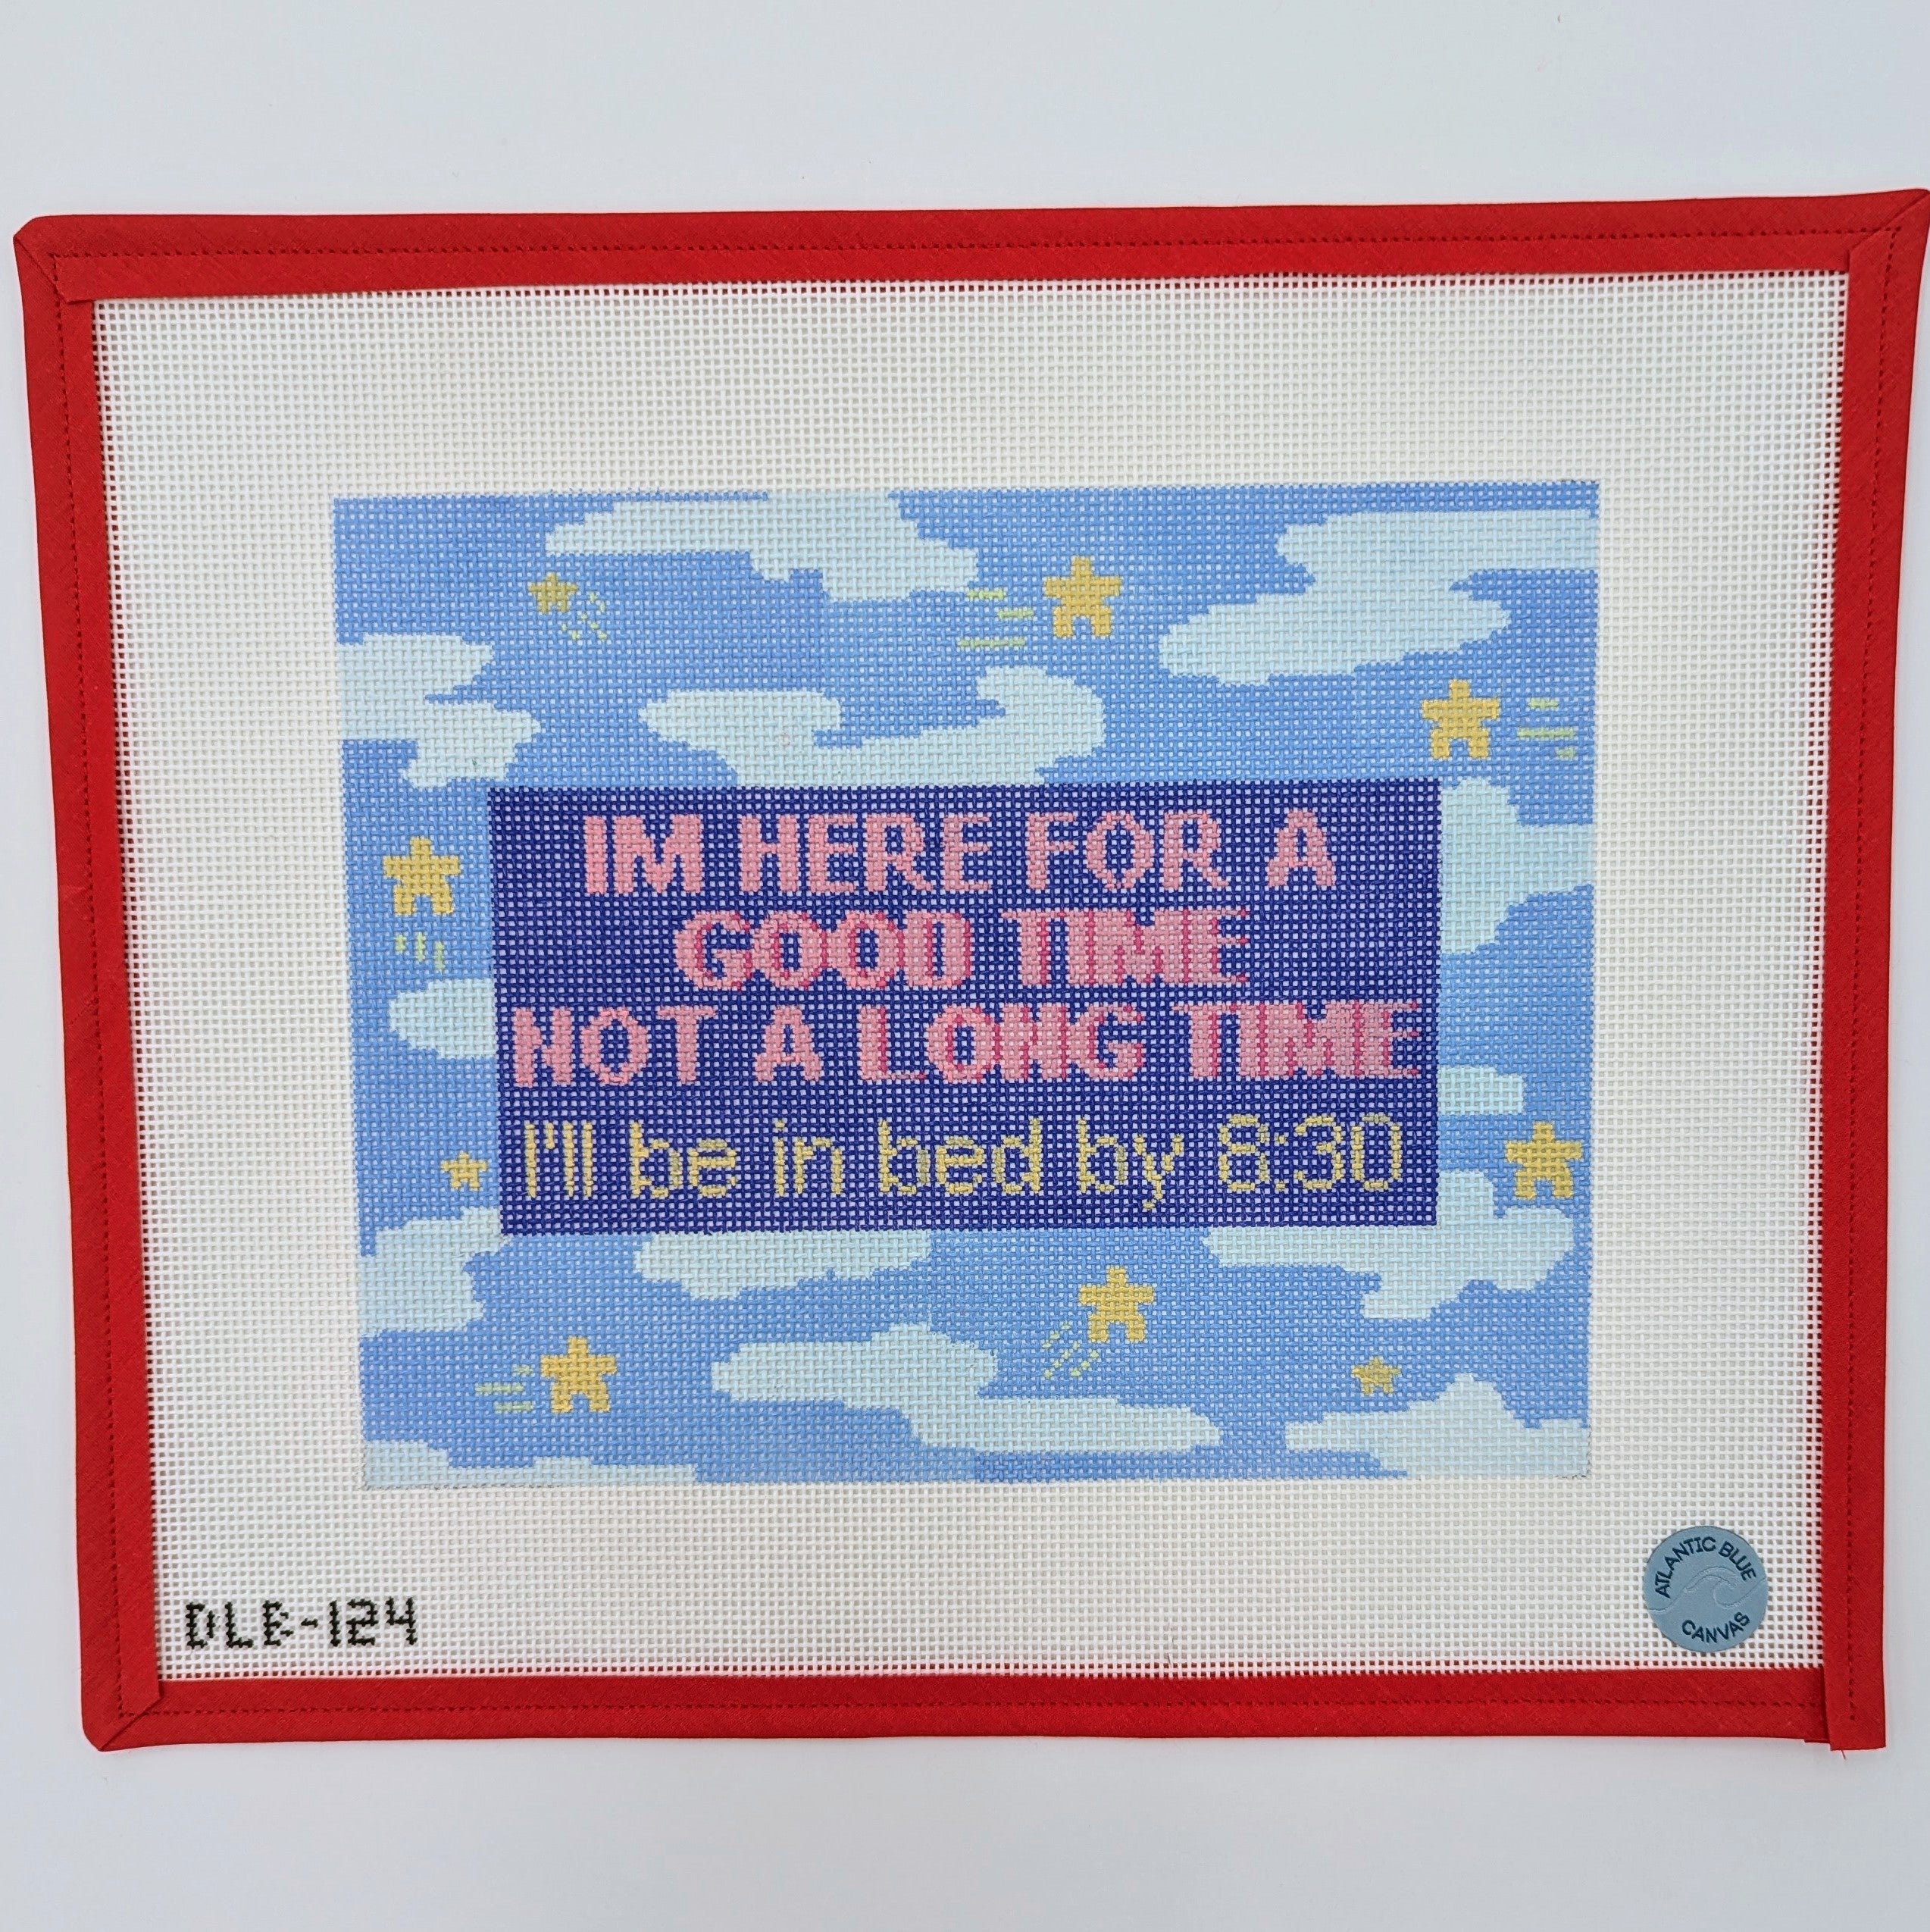 IM HERE FOR A
GOOD TIME
NOT A LONG TIME
I'll be in bed by 8:30
DLB-124
ATLANTIC BLUE
CANVAS